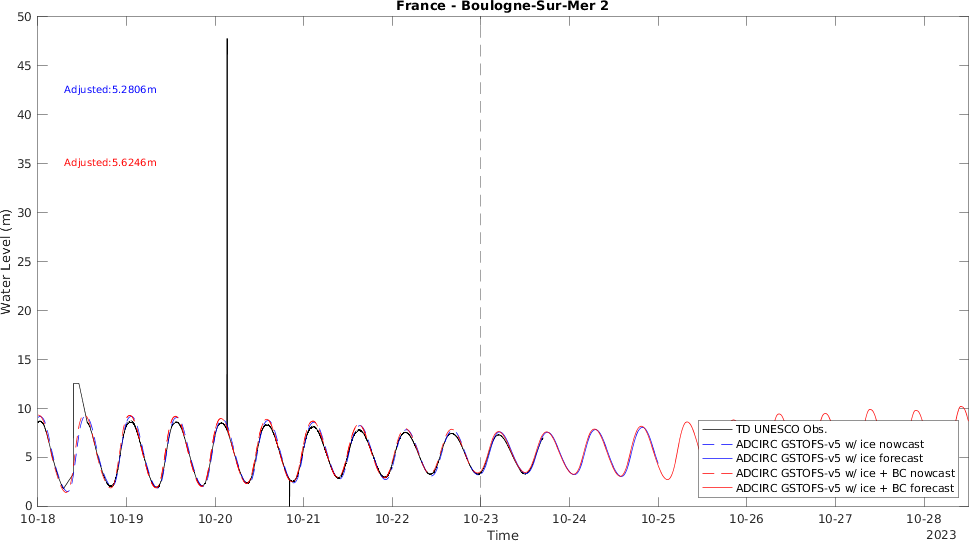 France - Boulogne-Sur-Mer 2
50
45
40
35
30
25
20
15
10
5
0
Adjusted:5.2806m
Adjusted:5.6246m
Water Level (m)
TD UNESCO Obs.
ADCIRC GSTOFS-v5 w/ ice nowcast
ADCIRC GSTOFS-v5 w/ ice forecast
ADCIRC GSTOFS-v5 w/ ice + BC nowcast
ADCIRC GSTOFS-v5 w/ ice + BC forecast
10-18 10-19 10-20 10-21 10-22 10-23 10-24 10-25 10-26 10-27 10-28
Time
2023